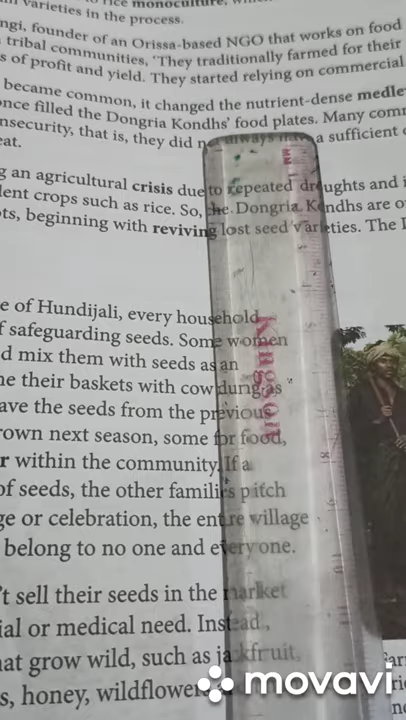 varieties in the process.
ngi, founder of an Orissa-based NGO that works on food
tribal communities, 'They traditionally farmed for their
s of profit and yield. They started relying on commercial
became common, it changed the nutrient-dense medle
once filled the Dongria Kondhs' food plates. Many com
nsecurity, that is, they did not always have a sufficient
eat.
g an agricultural crisis due to repeated droughts and i
dent crops such as rice. So, the Dongria Kondhs are o
ts, beginning with reviving lost seed varieties. The
e of Hundijali, every household
f safeguarding seeds. Some women
d mix them with seeds as an
ne their baskets with cow dung as
ave the seeds from the previous
rown next season, some for food,
r within the community. If a
of seeds, the other families pitch
ge or celebration, the entire village
belong to no one and everyone.
't sell their seeds in the market
ial or medical need. Instead,
hat grow wild, such as jackfruit,
s, honey, wildflower
MM
Kingson
movavi